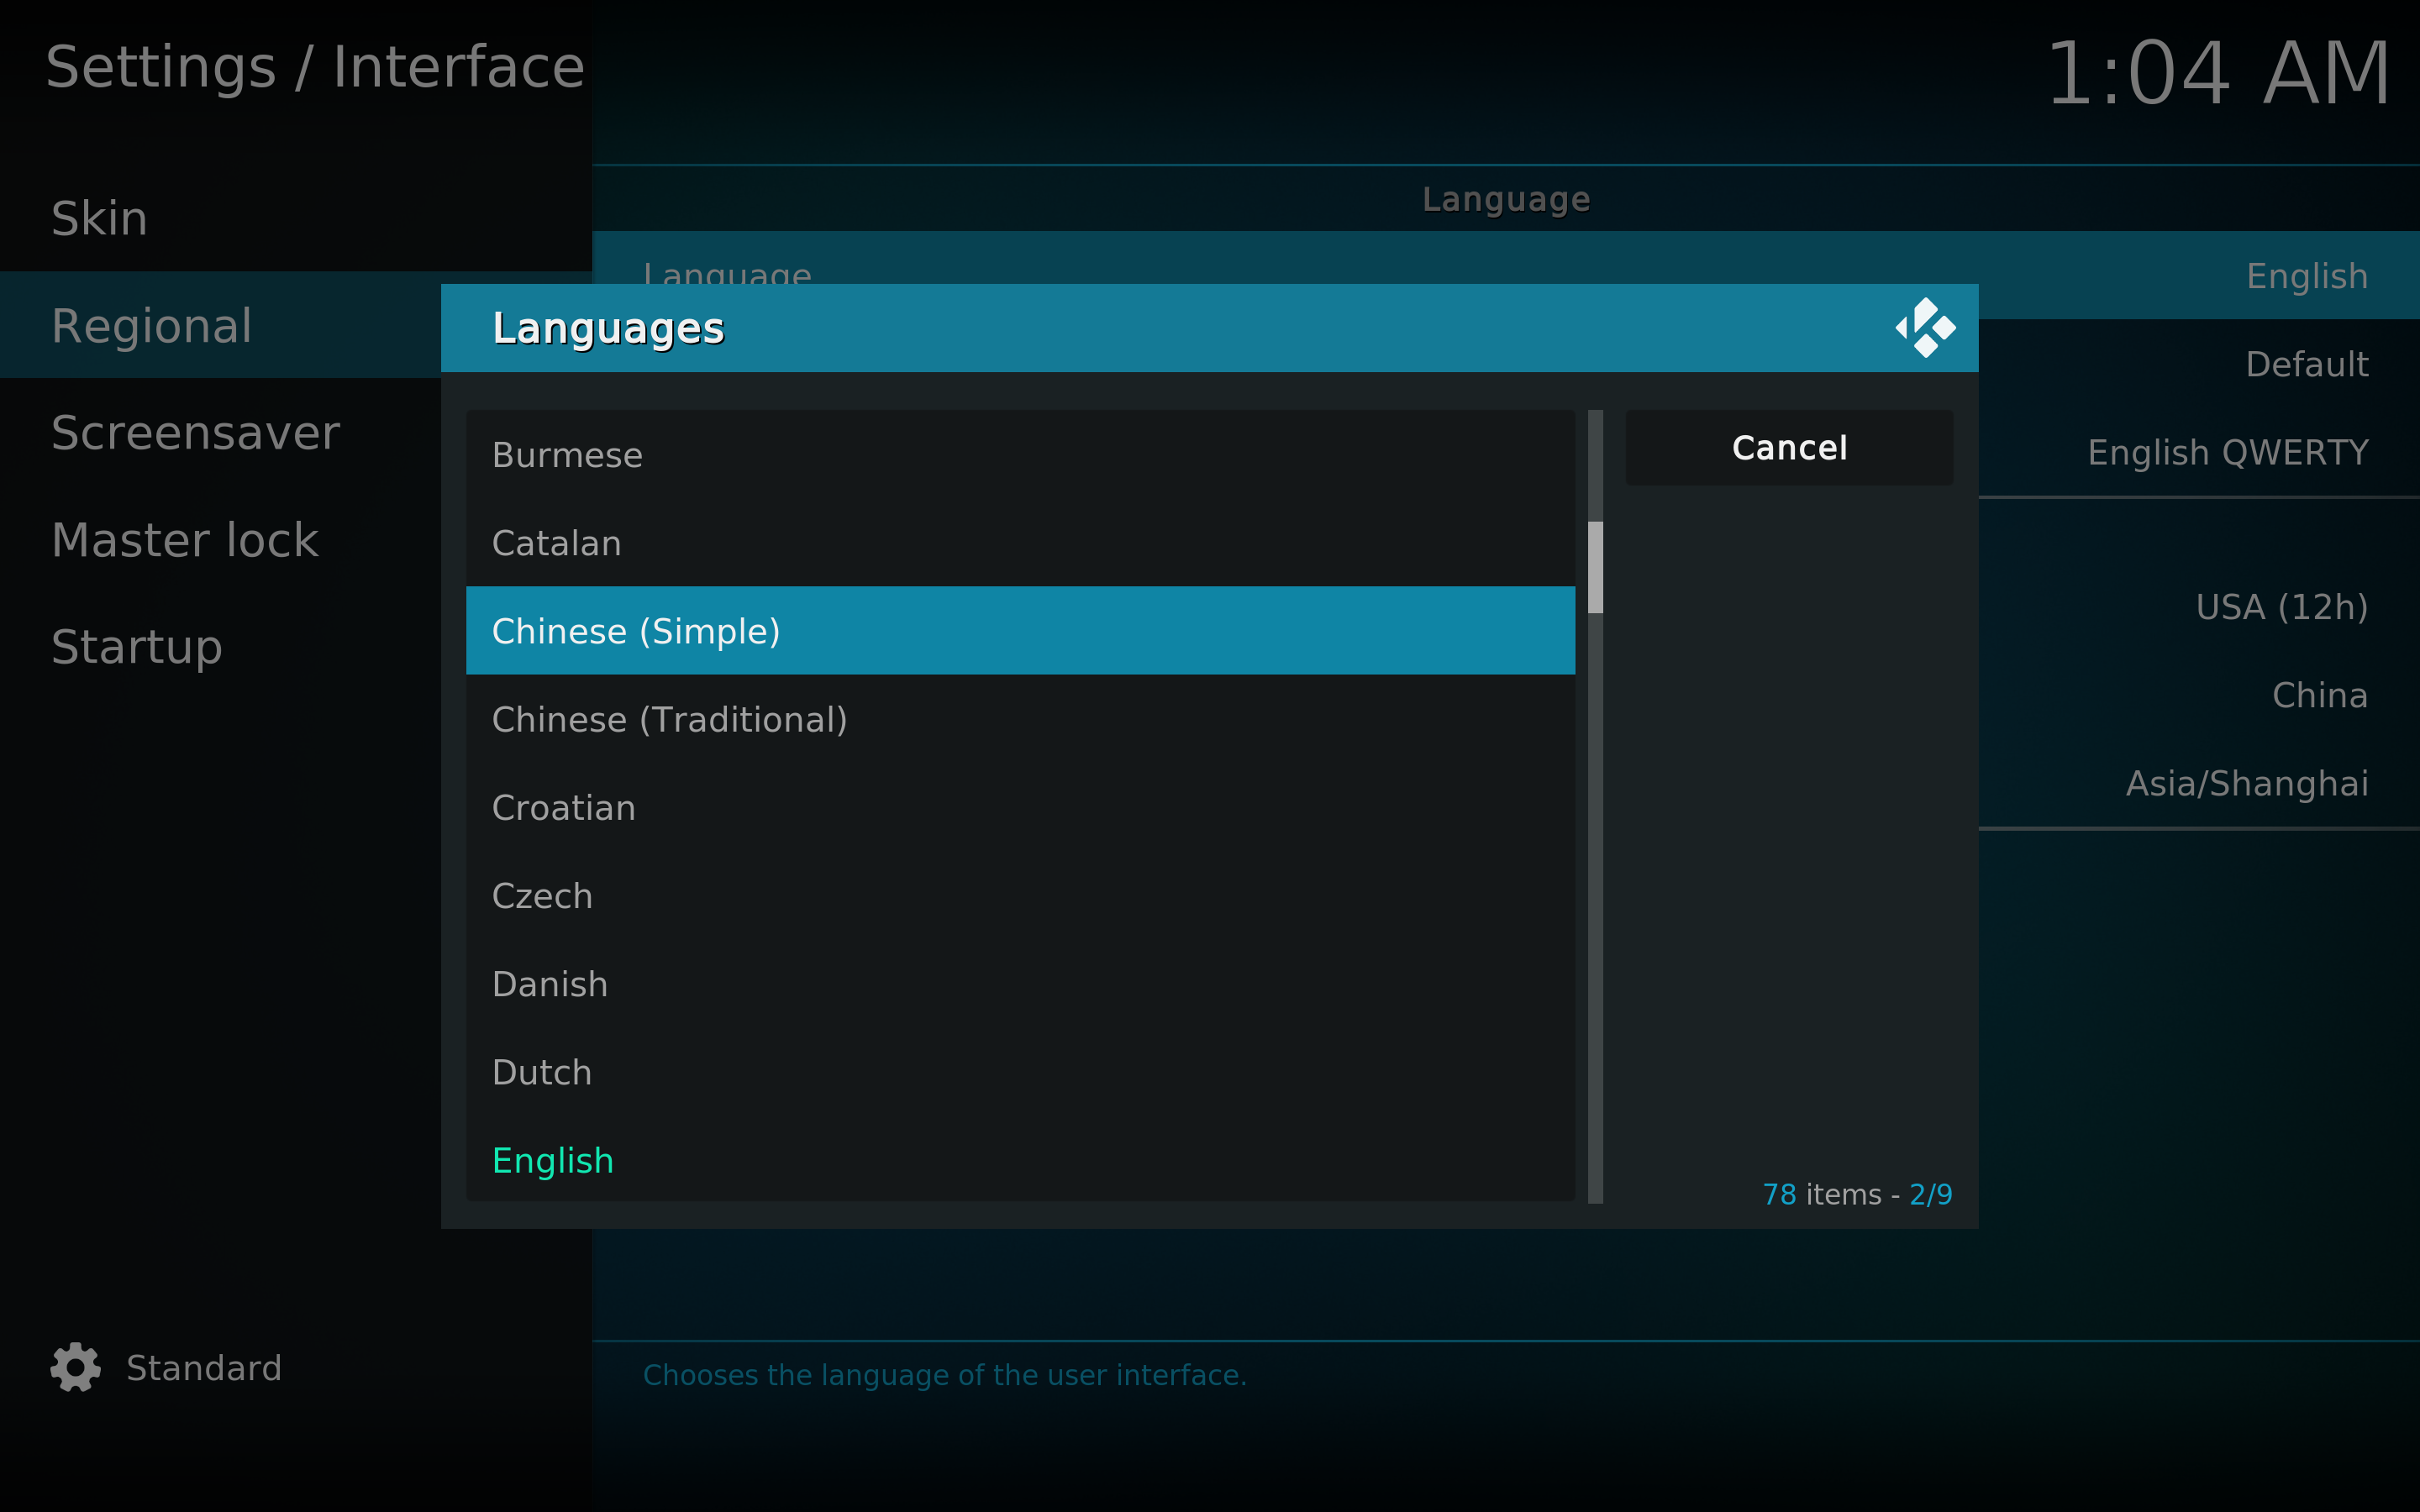 Settings / Interface
1:04 AM
Skin
Regional
Screensaver
Master lock
Startup
Standard
Language
Language
English
Default
English QWERTY
USA (12h)
China
Asia/Shanghai
Languages
Burmese
Catalan
Chinese (Simple)
Chinese (Traditional)
Croatian
Czech
Danish
Dutch
English
Cancel
78 items - 2/9
Chooses the language of the user interface.